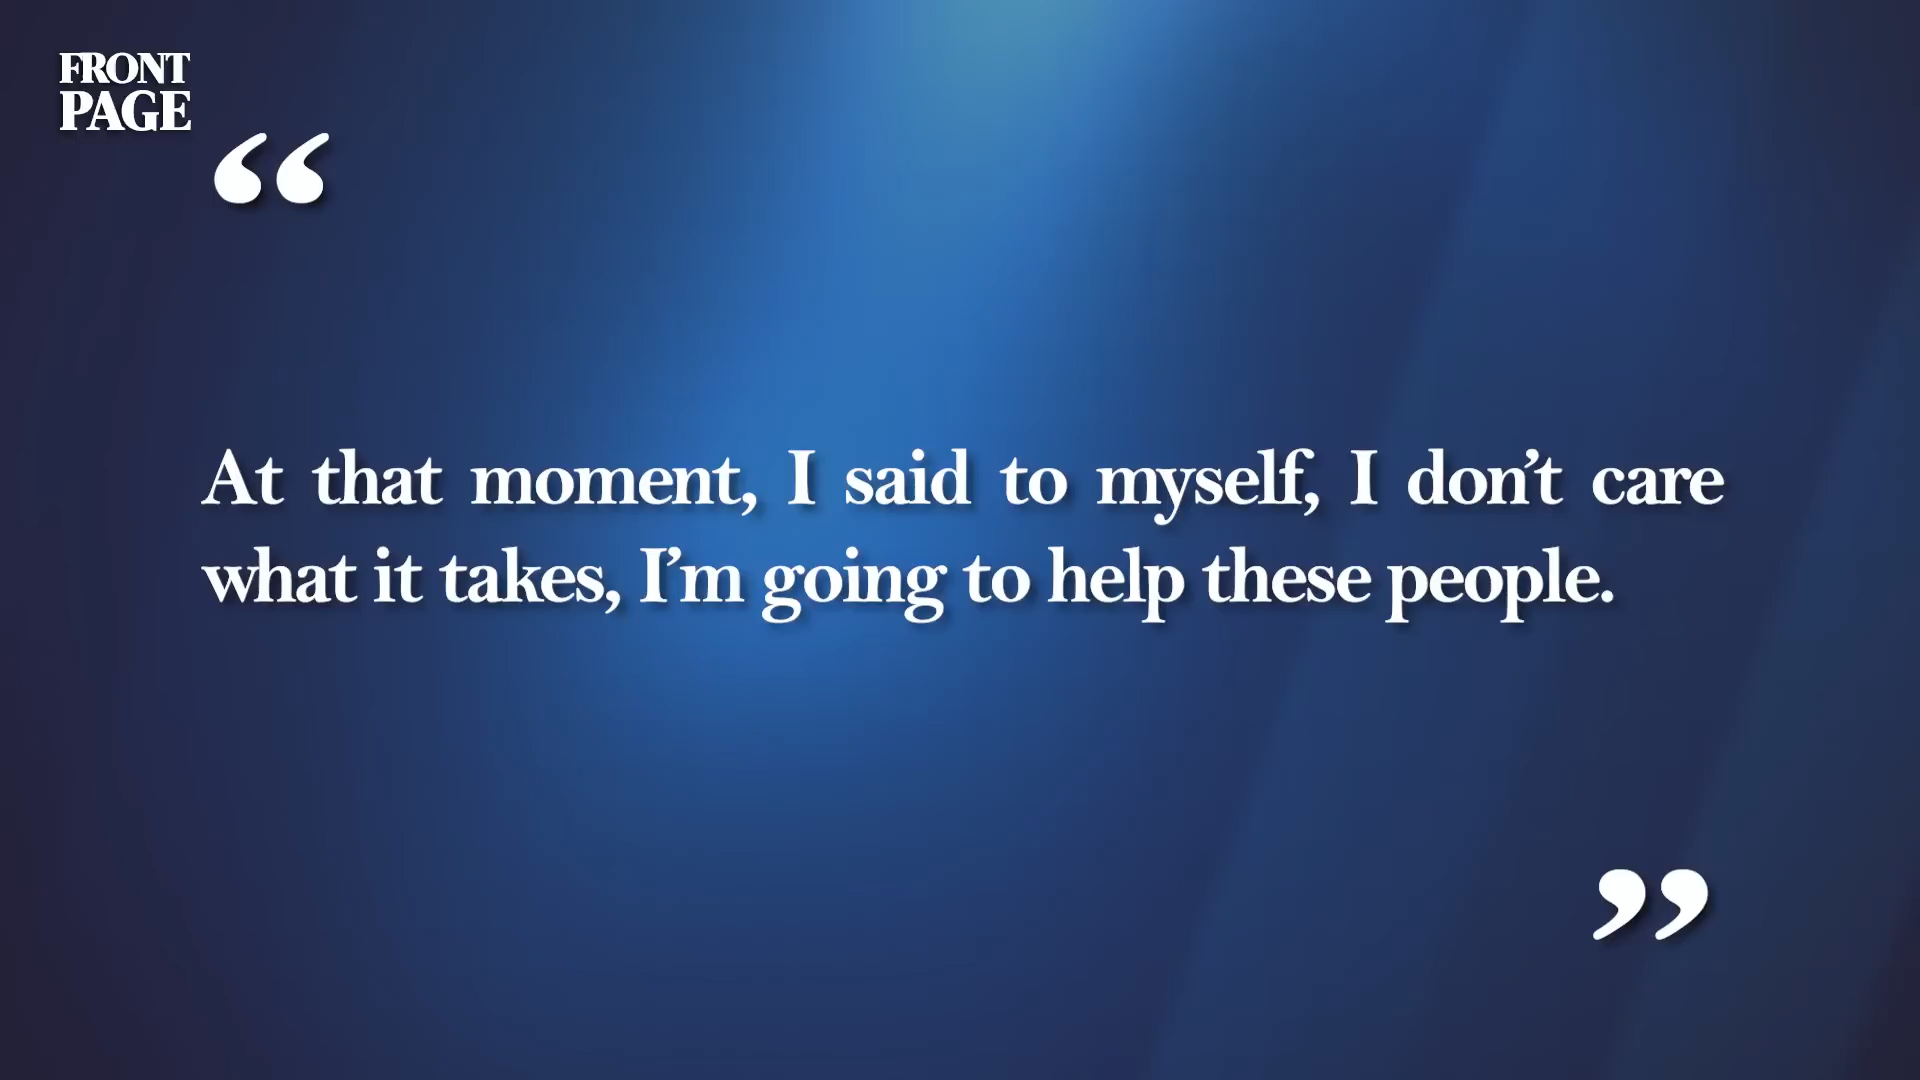 FRONT
PAGE
“
At that moment, I said to myself, I don’t care
what it takes, I’m going to help these people.
”